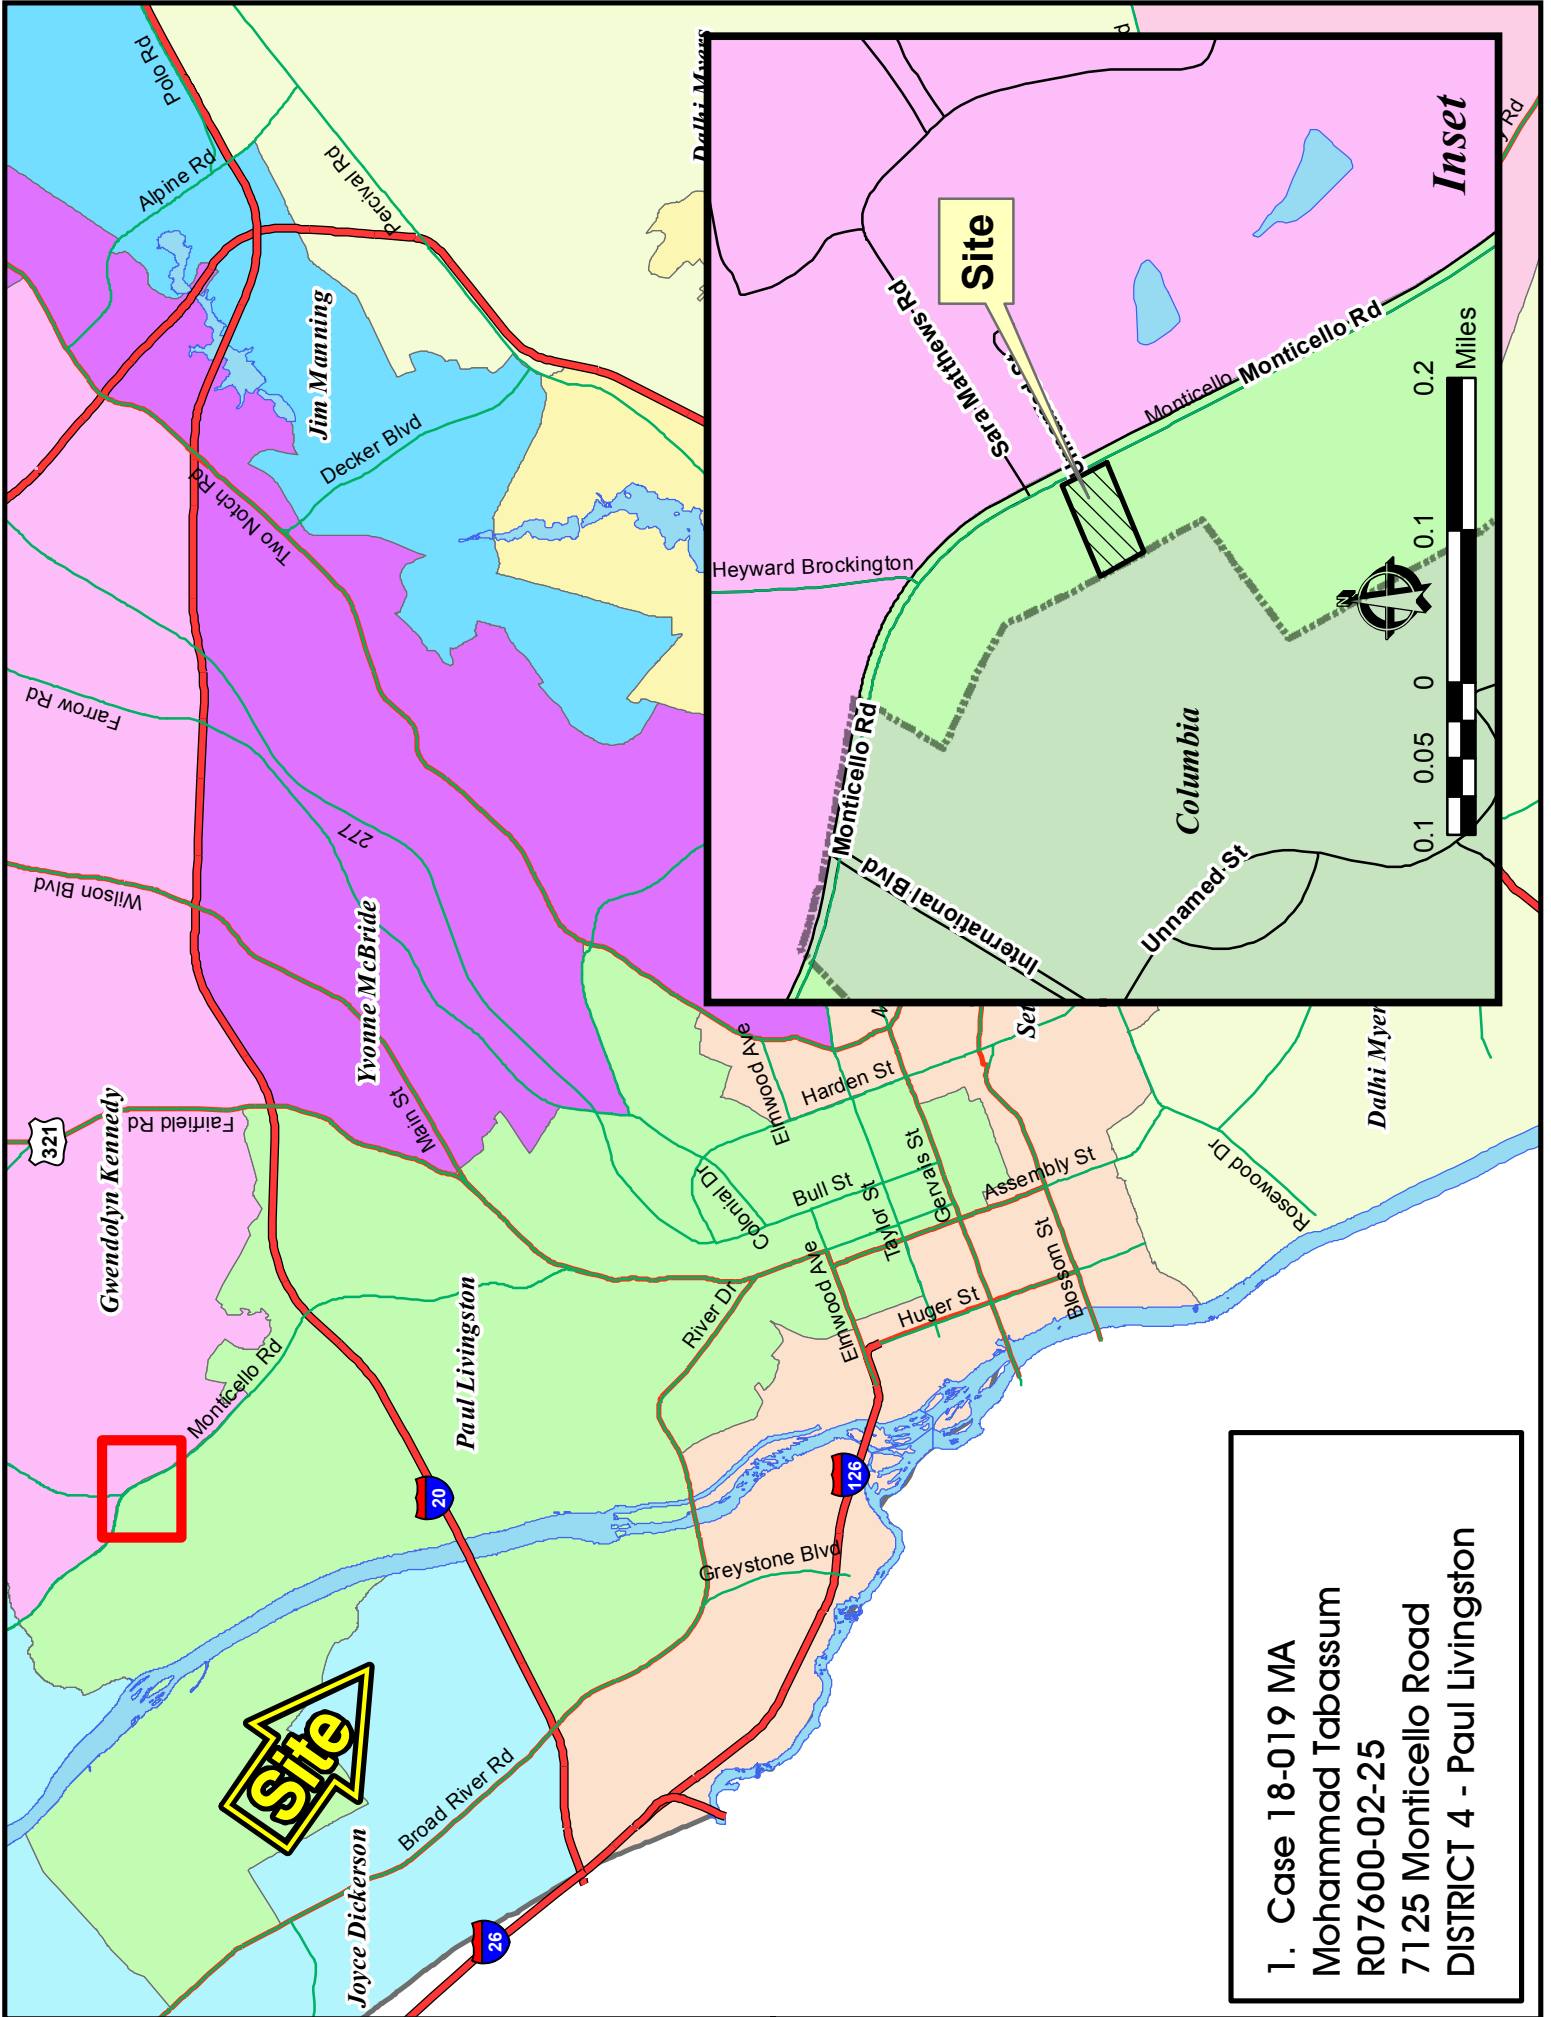 Polo Rd
Alpine Rd
Percival Rd
Dalhi Myers
Jim Manning
Decker Blvd
Two Notch Rd
Farrow Rd
277
Wilson Blvd
Yvonne McBride
Main St
Fairfield Rd
321
Gwendolyn Kennedy
Monticello Rd
Paul Livingston
20
River Dr
Colonial Dr
Elmwood Ave
Harden St
Bull St
Taylor St
Gervais St
Assembly St
Elmwood Ave
Huger St
Blossom St
Rosewood Dr
Dalhi Myer
126
Greystone Blvd
Broad River Rd
Joyce Dickerson
26
Site
Inset
Site
Sara Matthews Rd
Monticello Rd
Monticello
Heyward Brockington
Monticello Rd
International Blvd
Unnamed St
Columbia
N
0.1 0.05 0 0.1 0.2
Miles
1. Case 18-019 MA
Mohammad Tabassum
R07600-02-25
7125 Monticello Road
DISTRICT 4 - Paul Livingston